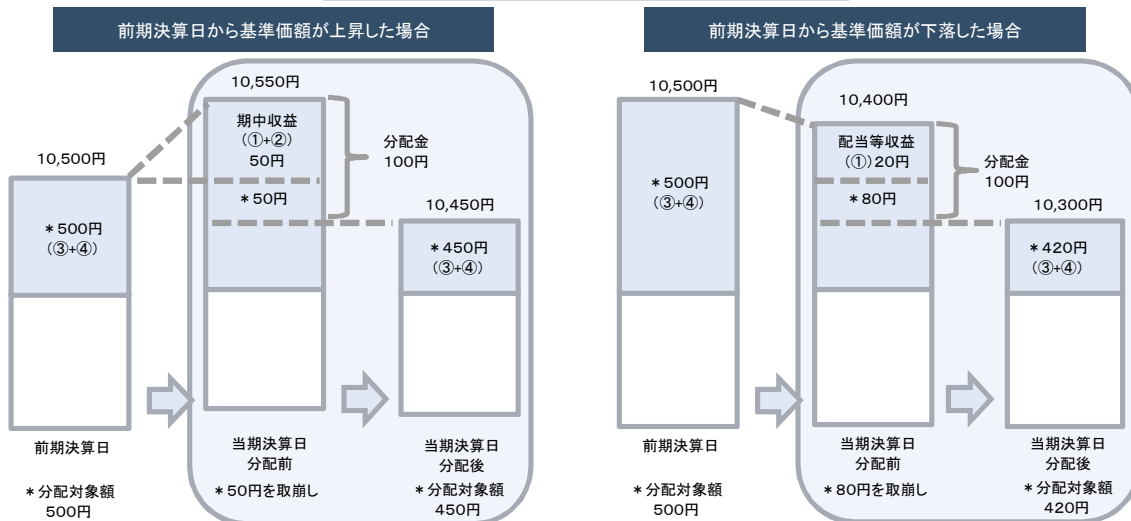 前期決算日から基準価額が上昇した場合
10,550円
期中収益
(①+②)
50円
分配金
100円
10,500円
*50円
10,450円
*500円
(③+④)
*450円
(③+④)
前期決算日
当期決算日
分配前
当期決算日
分配後
*分配対象額
500円
*50円を取崩し
*分配対象額
450円
前期決算日から基準価額が下落した場合
10,500円
10,400円
配当等収益
(①)20円
分配金
100円
*500円
(③+④)
*80円
10,300円
*420円
(③+④)
前期決算日
当期決算日
分配前
当期決算日
分配後
*分配対象額
500円
*80円を取崩し
*分配対象額
420円